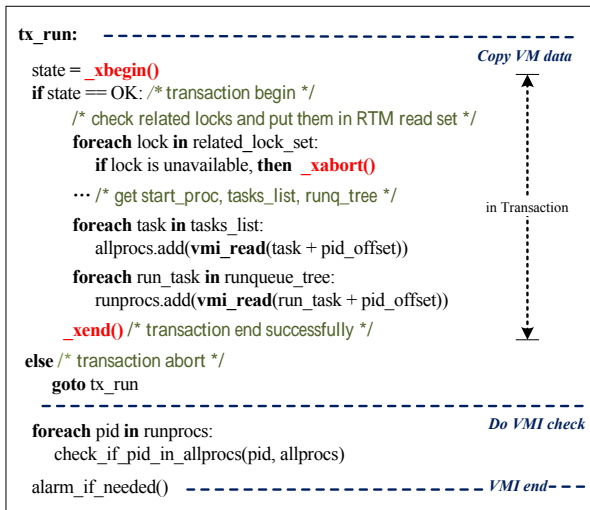 tx_run:
Copy VM data
state = _xbegin()
if state == OK: /* transaction begin */
/* check related locks and put them in RTM read set */
foreach lock in related_lock_set:
if lock is unavailable, then _xabort()
··· /* get start_proc, tasks_list, runq_tree */
in Transaction
foreach task in tasks_list:
allprocs.add(vmi_read(task + pid_offset))
foreach run_task in runqueue_tree:
runprocs.add(vmi_read(run_task + pid_offset))
_xend() /* transaction end successfully */
else /* transaction abort */
goto tx_run
Do VMI check
foreach pid in runprocs:
check_if_pid_in_allprocs(pid, allprocs)
alarm_if_needed()
VMI end